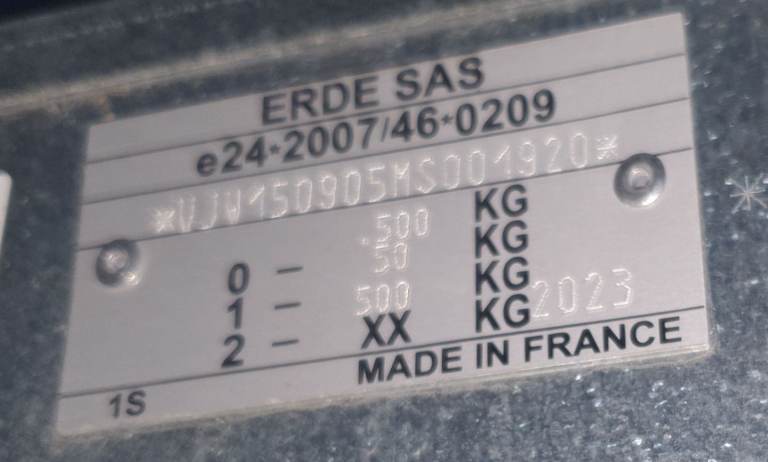 ERDE SAS
e24*2007/46*0209
*VJV150905MS001920*
.500 KG
0 - 50 KG
1 - 500 KG 2023
2 - XX KG
MADE IN FRANCE
1S